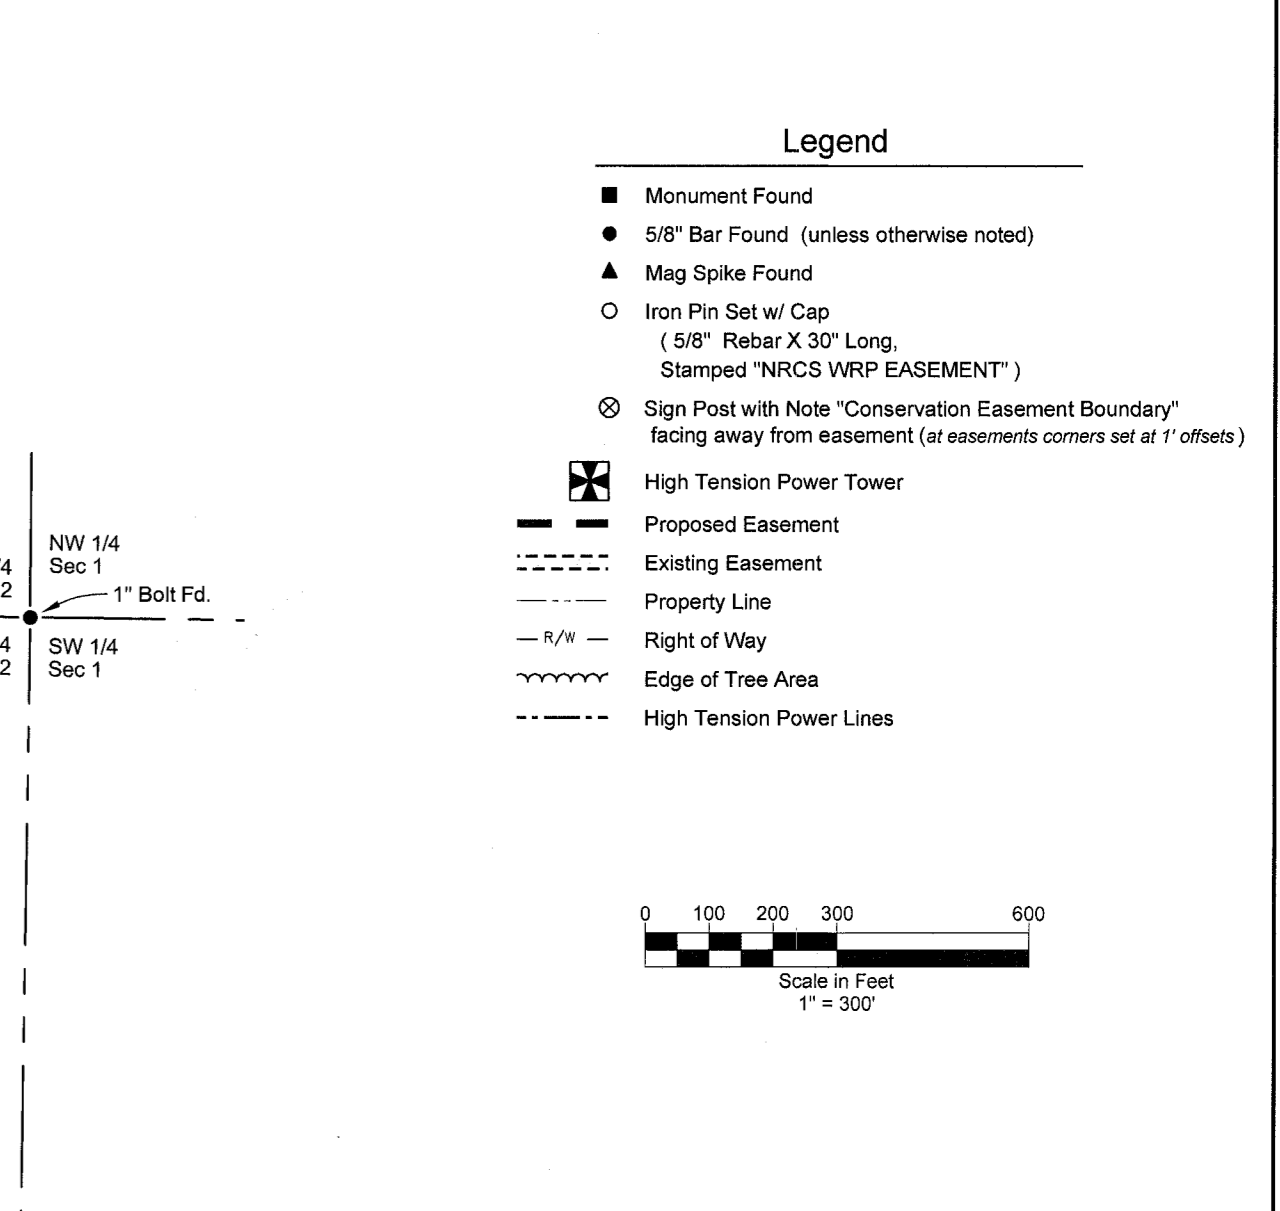 Legend
Monument Found
5/8" Bar Found (unless otherwise noted)
Mag Spike Found
Iron Pin Set w/ Cap
( 5/8" Rebar X 30" Long,
Stamped "NRCS WRP EASEMENT" )
Sign Post with Note "Conservation Easement Boundary"
facing away from easement (at easements corners set at 1' offsets)
High Tension Power Tower
Proposed Easement
Existing Easement
Property Line
R/W Right of Way
Edge of Tree Area
High Tension Power Lines
NW 1/4
/4 Sec 1
2
1" Bolt Fd.
4 SW 1/4
2 Sec 1
0 100 200 300 600
Scale in Feet
1" = 300'